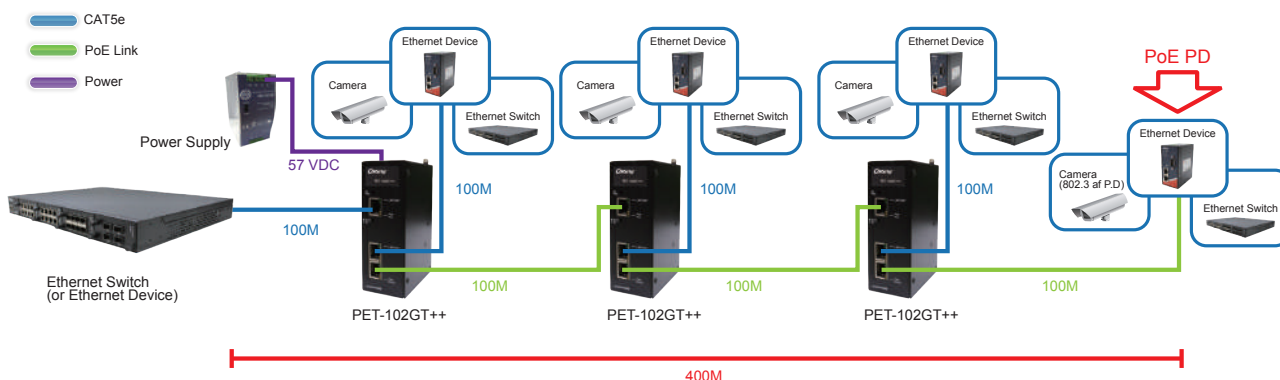 CAT5e
PoE Link
Power
Power Supply
57 VDC
Ethernet Switch
(or Ethernet Device)
100M
Ethernet Device
Camera
Ethernet Switch
100M
PET-102GT++
100M
Ethernet Device
Camera
Ethernet Switch
100M
PET-102GT++
100M
Ethernet Device
Camera
Ethernet Switch
100M
PET-102GT++
100M
PoE PD
Ethernet Device
Camera
(802.3 af P.D)
Ethernet Switch
400M